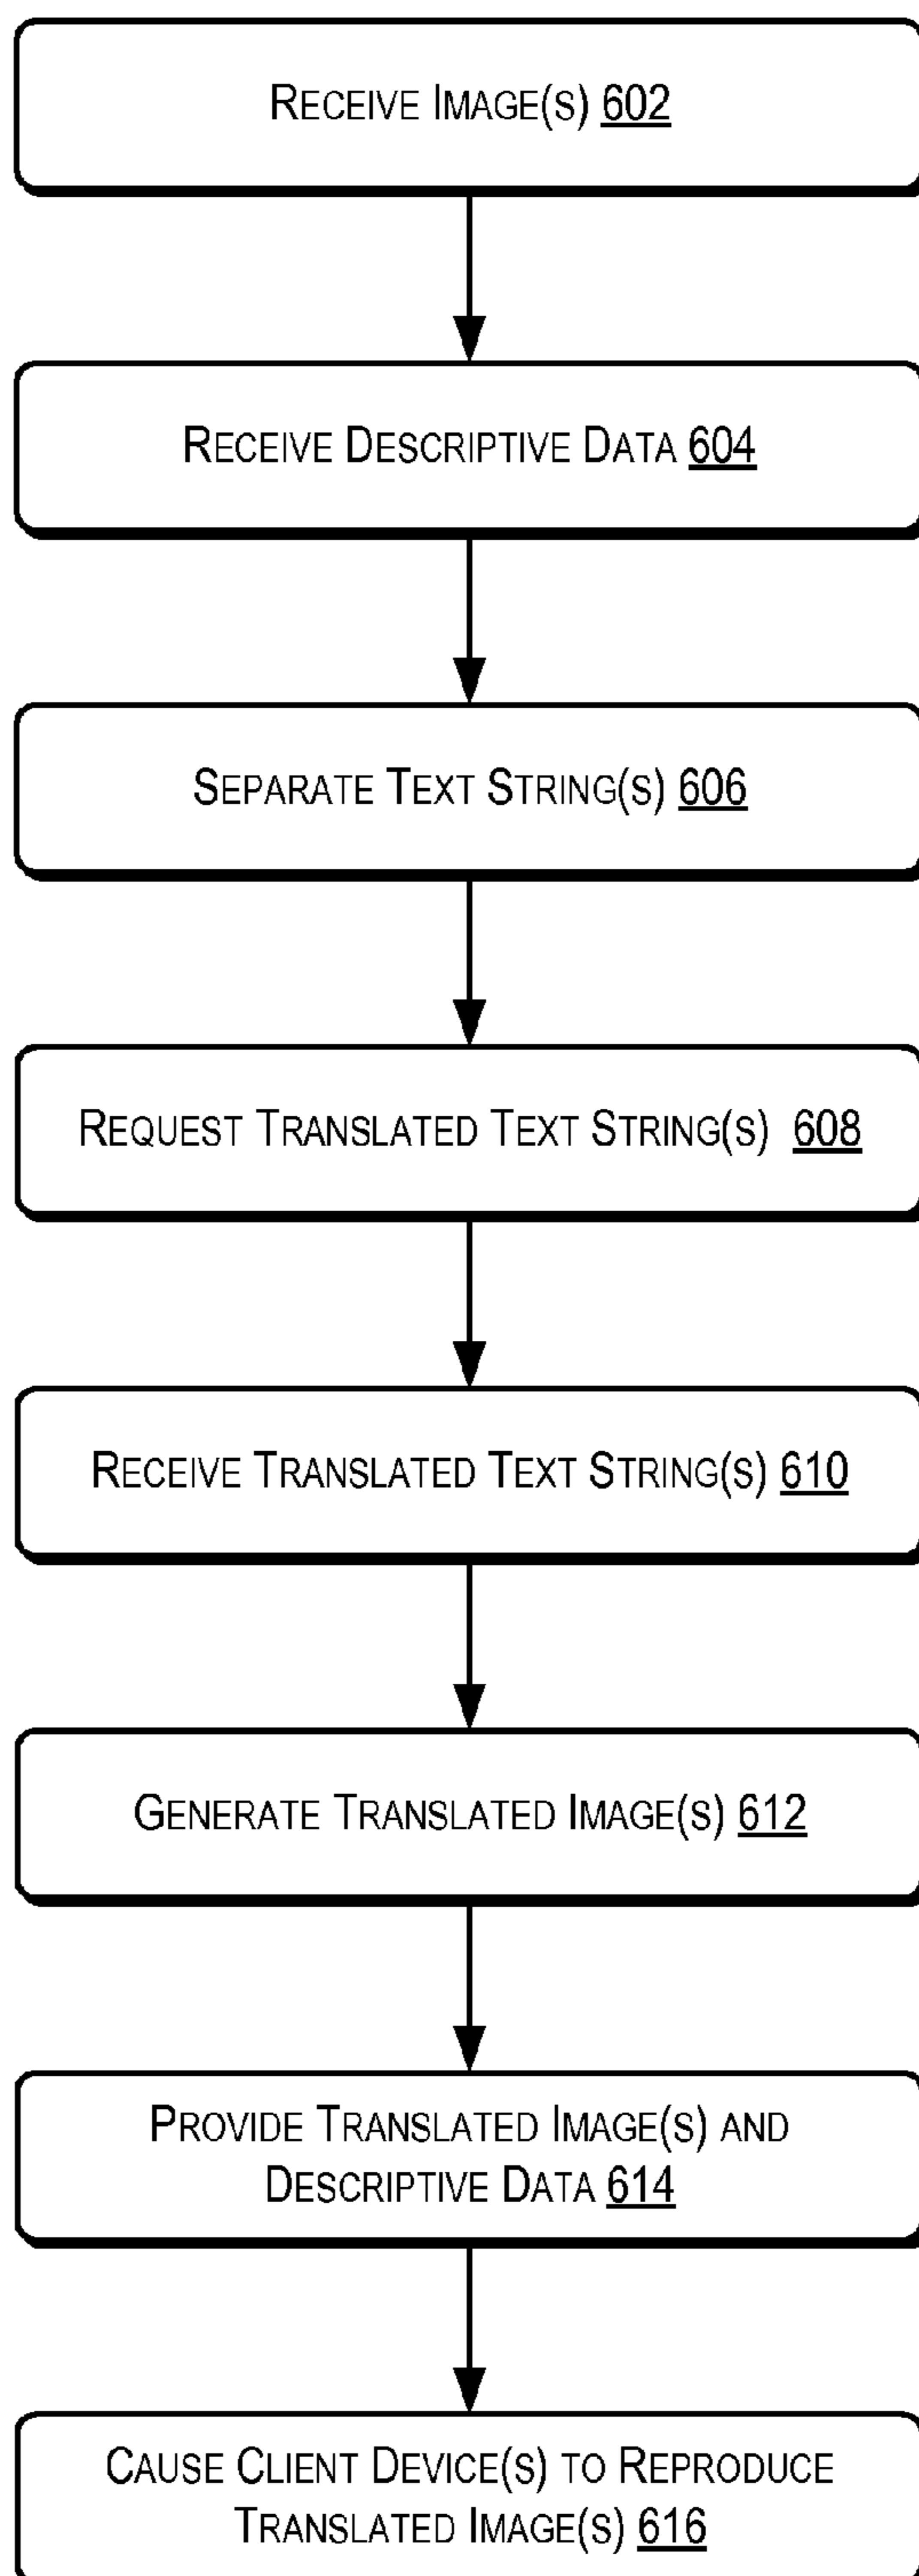 RECEIVE IMAGE(S) 602
RECEIVE DESCRIPTIVE DATA 604
SEPARATE TEXT STRING(S) 606
REQUEST TRANSLATED TEXT STRING(S) 608
RECEIVE TRANSLATED TEXT STRING(S) 610
GENERATE TRANSLATED IMAGE(S) 612
PROVIDE TRANSLATED IMAGE(S) AND
DESCRIPTIVE DATA 614
CAUSE CLIENT DEVICE(S) TO REPRODUCE
TRANSLATED IMAGE(S) 616